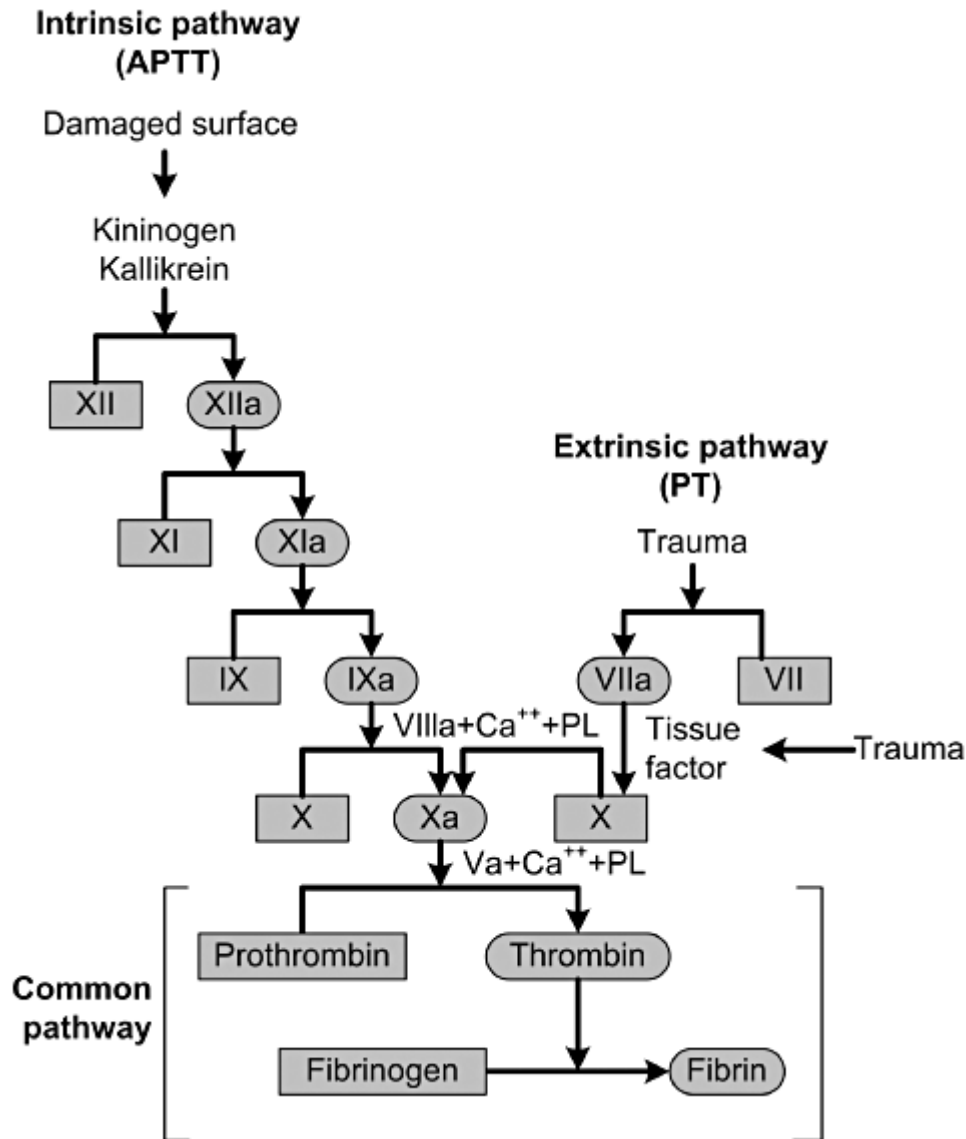 Intrinsic pathway
(APTT)
Damaged surface
Kininogen
Kallikrein
XII
XIIa
Extrinsic pathway
(PT)
XI
XIa
Trauma
IX
IXa
VIIa
VII
VIIIa+Ca⁺⁺+PL
Tissue
factor
Trauma
X
Xa
X
Va+Ca⁺⁺+PL
Prothrombin
Thrombin
Common
pathway
Fibrinogen
Fibrin